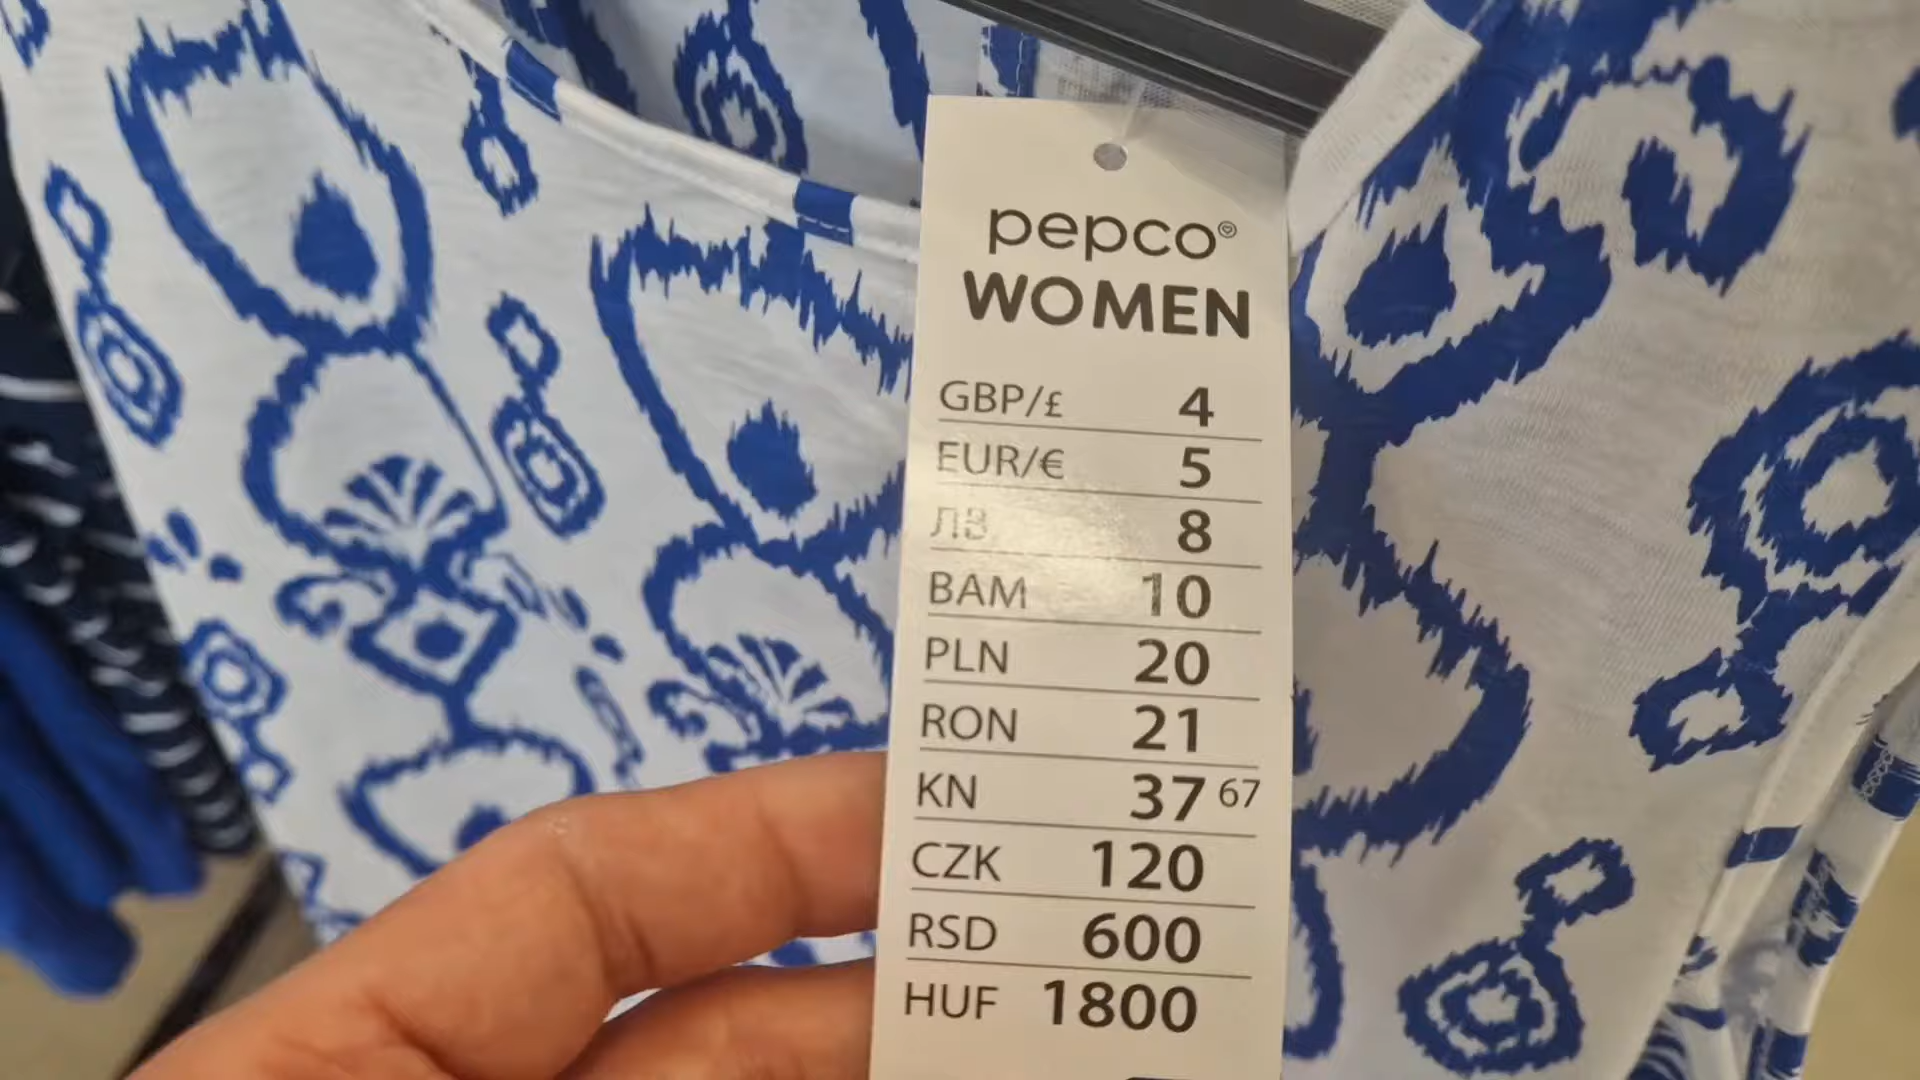 pepco
WOMEN
GBP/£ 4
EUR/€ 5
ЛВ 8
BAM 10
PLN 20
RON 21
KN 37 67
CZK 120
RSD 600
HUF 1800